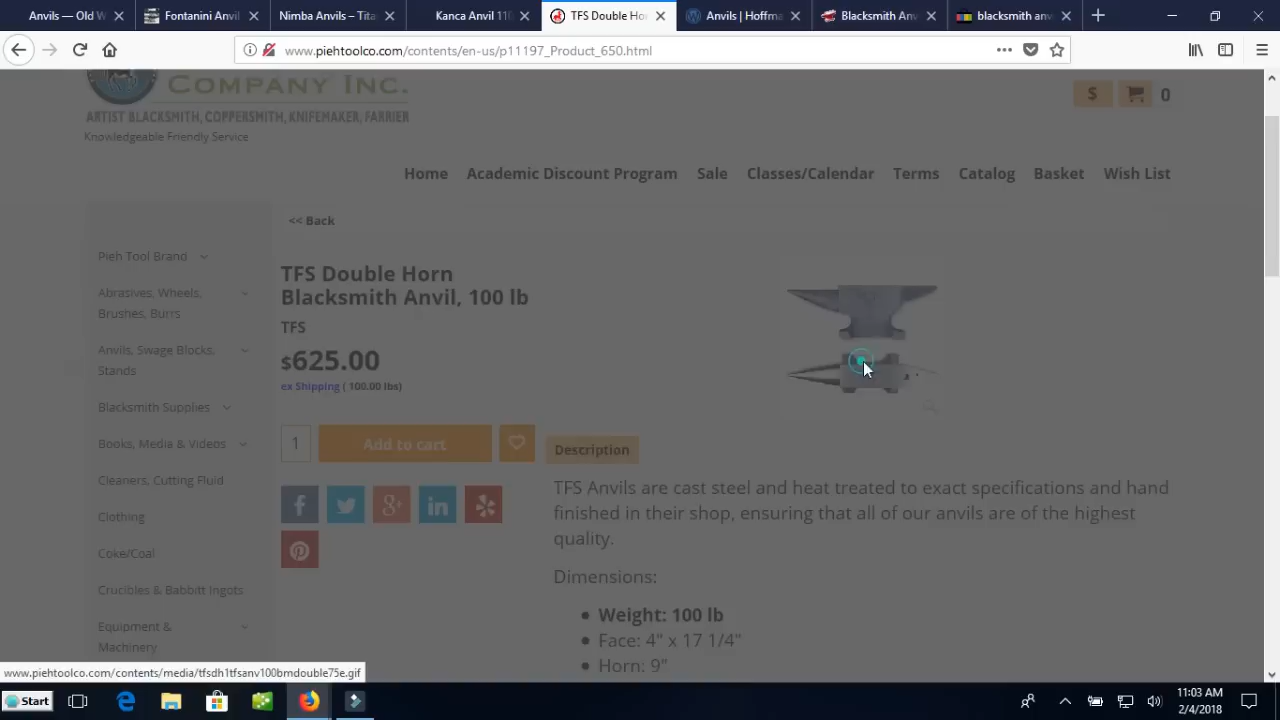 Anvils — Old W
Fontanini Anvil
Nimba Anvils – Tita
Kanca Anvil 110
TFS Double Ho
Anvils | Hoffma
Blacksmith Anv
blacksmith anv
www.piehtoolco.com/contents/en-us/p11197_Product_650.html
COMPANY INC.
ARTIST BLACKSMITH, COPPERSMITH, KNIFEMAKER, FARRIER
Knowledgeable Friendly Service
$ 0
Home Academic Discount Program Sale Classes/Calendar Terms Catalog Basket Wish List
<< Back
Pieh Tool Brand
Abrasives, Wheels,
Brushes, Burrs
Anvils, Swage Blocks,
Stands
Blacksmith Supplies
Books, Media & Videos
Cleaners, Cutting Fluid
Clothing
Coke/Coal
Crucibles & Babbitt Ingots
Equipment &
Machinery
TFS Double Horn
Blacksmith Anvil, 100 lb
TFS
$625.00
ex Shipping ( 100.00 lbs)
1 Add to cart
Description
TFS Anvils are cast steel and heat treated to exact specifications and hand
finished in their shop, ensuring that all of our anvils are of the highest
quality.
Dimensions:
Weight: 100 lb
Face: 4" x 17 1/4"
Horn: 9"
www.piehtoolco.com/contents/media/tfsdh1tfsanv100bmdouble75e.gif
Start
11:03 AM
2/4/2018